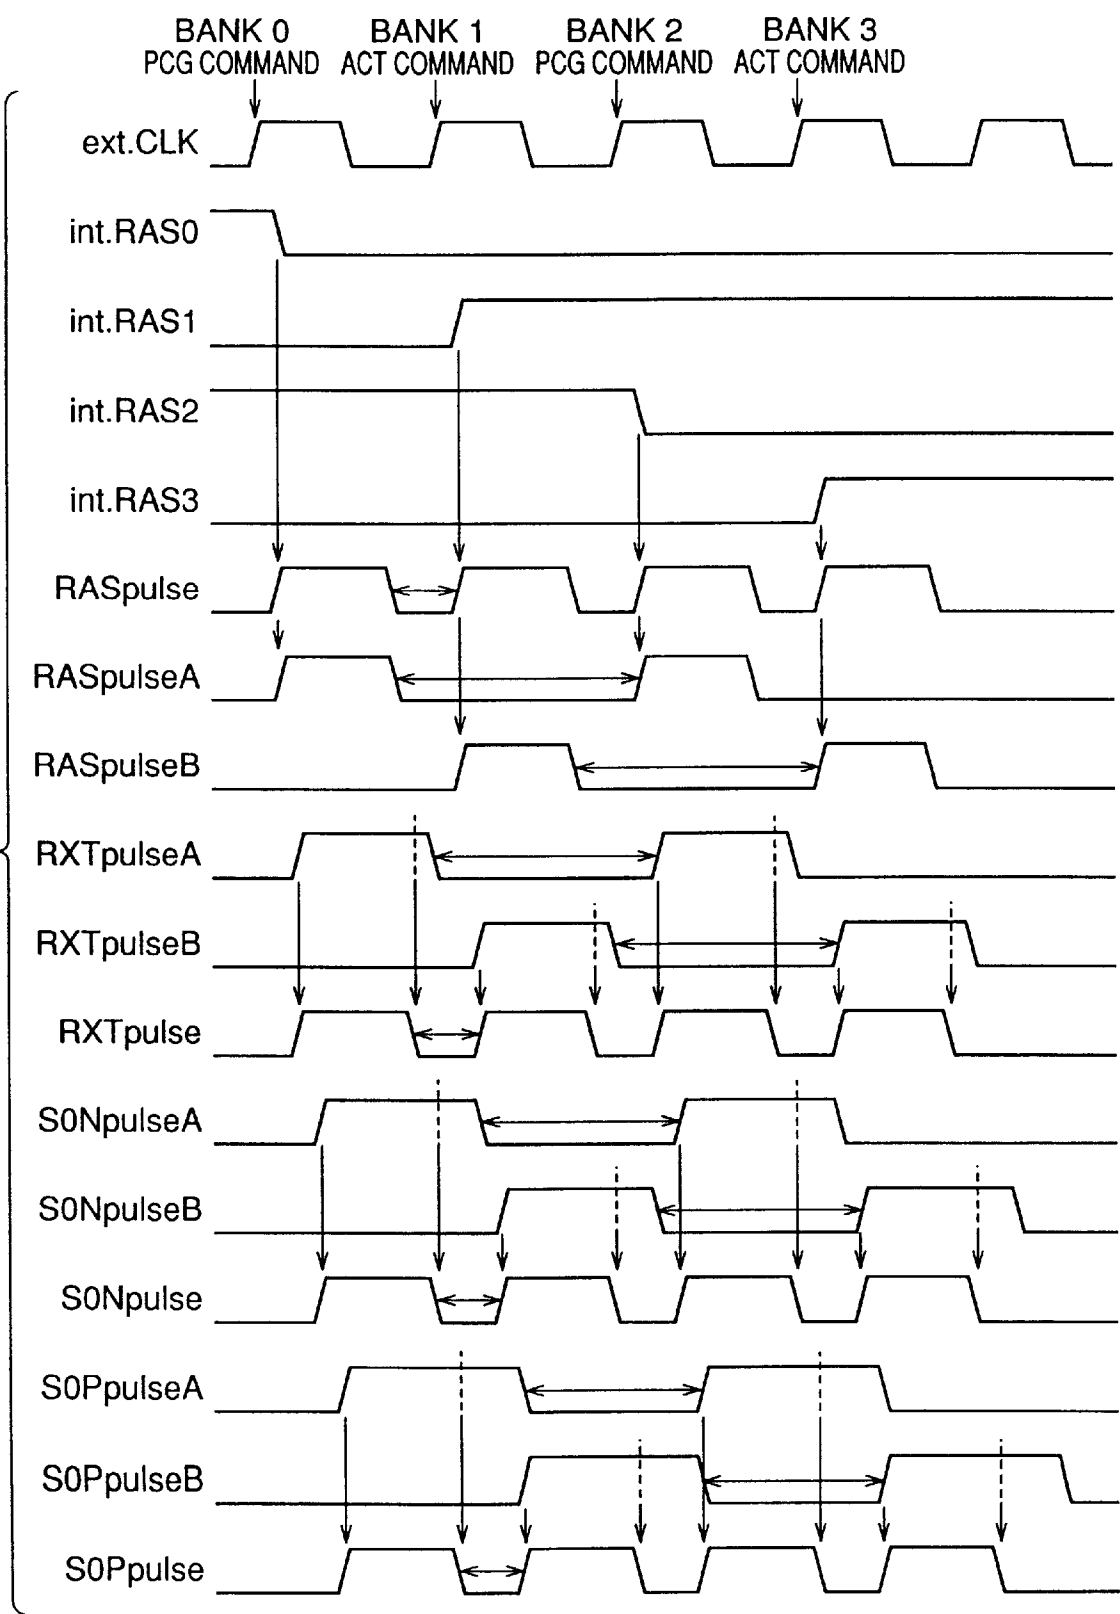 BANK 0 BANK 1 BANK 2 BANK 3
PCG COMMAND ACT COMMAND PCG COMMAND ACT COMMAND
ext.CLK
int.RAS0
int.RAS1
int.RAS2
int.RAS3
RASpulse
RASpulseA
RASpulseB
RXTpulseA
RXTpulseB
RXTpulse
S0NpulseA
S0NpulseB
S0Npulse
S0PpulseA
S0PpulseB
S0Ppulse